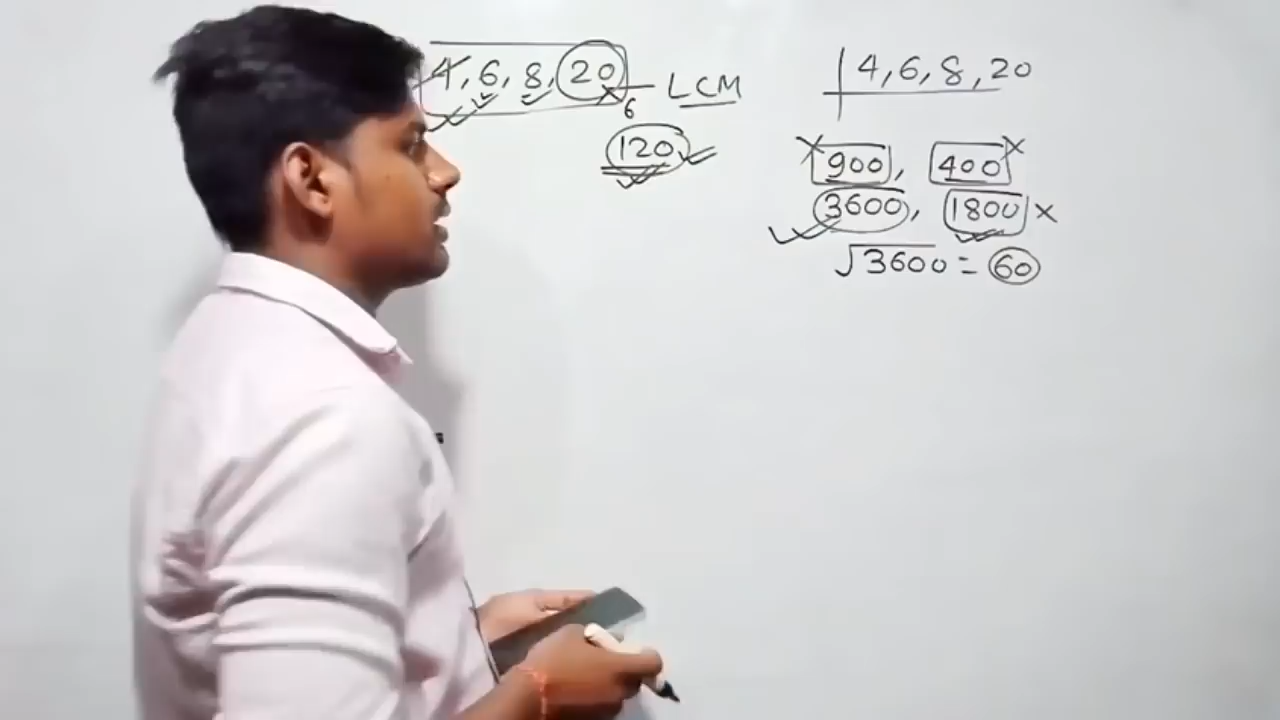 4, 6, 8, 20 LCM
6
120
4, 6, 8, 20
900, 400
3600, 1800
√3600 = 60